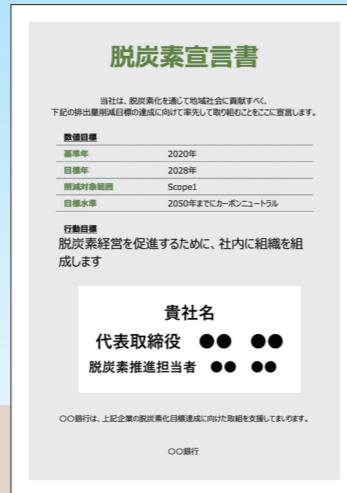 脱炭素宣言書
当社は、脱炭素化を通じて地域社会に貢献すべく、
下記の排出量削減目標の達成に向けて率先して取り組むことをここに宣言します。
数値目標
基準年 2020年
目標年 2028年
削減対象範囲 Scope1
目標水準 2050年までにカーボンニュートラル
行動目標
脱炭素経営を促進するために、社内に組織を組
成します
貴社名
代表取締役 ●● ●●
脱炭素推進担当者 ●● ●●
〇〇銀行は、上記企業の脱炭素化目標達成に向けた取組を支援してまいります。
〇〇銀行